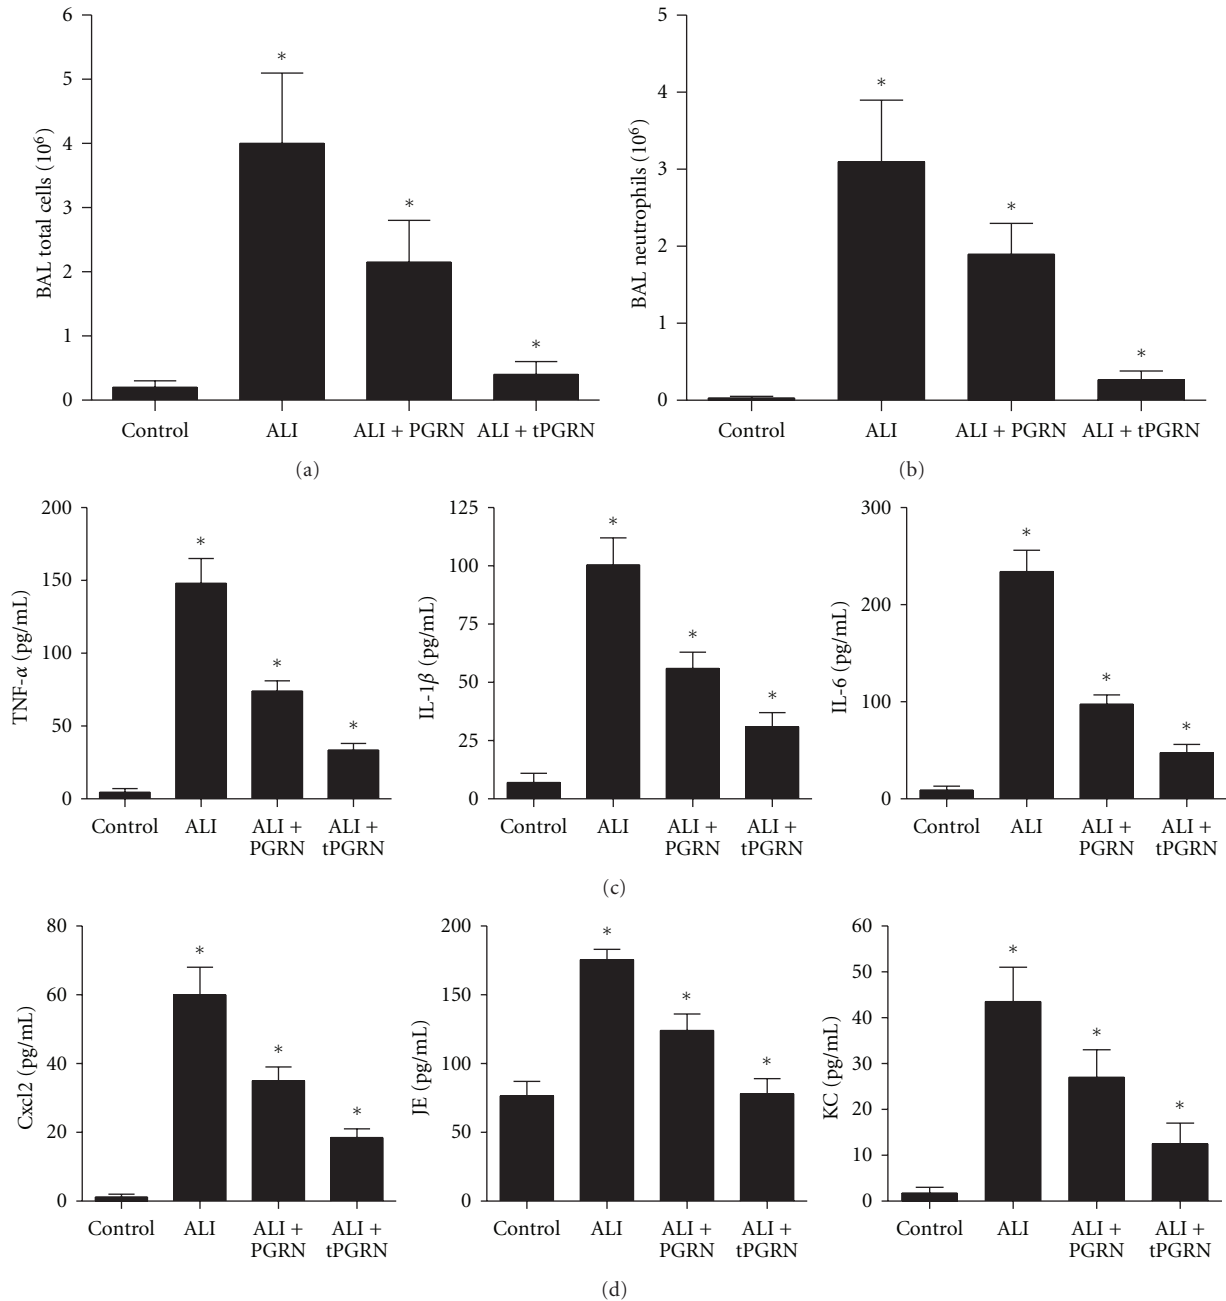 BAL total cells (10⁶)
6
5
4
3
2
1
0
*
*
*
Control
ALI
ALI + PGRN
ALI + tPGRN
(a)
BAL neutrophils (10⁶)
5
4
3
2
1
0
*
*
*
Control
ALI
ALI + PGRN
ALI + tPGRN
(b)
TNF-α (pg/mL)
200
150
100
50
0
*
*
*
Control
ALI
ALI +
PGRN
ALI +
tPGRN
IL-1β (pg/mL)
125
100
75
50
25
0
*
*
*
Control
ALI
ALI +
PGRN
ALI +
tPGRN
IL-6 (pg/mL)
300
200
100
0
*
*
*
Control
ALI
ALI +
PGRN
ALI +
tPGRN
(c)
Cxcl2 (pg/mL)
80
60
40
20
0
*
*
*
Control
ALI
ALI +
PGRN
ALI +
tPGRN
JE (pg/mL)
200
150
100
50
0
*
*
*
Control
ALI
ALI +
PGRN
ALI +
tPGRN
KC (pg/mL)
60
50
40
30
20
10
0
*
*
*
Control
ALI
ALI +
PGRN
ALI +
tPGRN
(d)